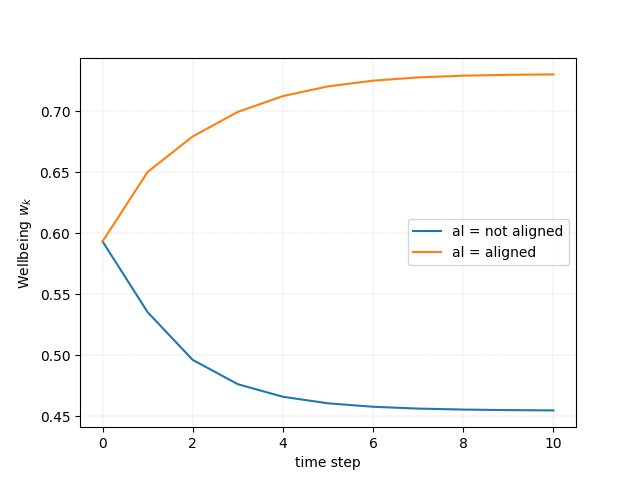 0.70
0.65
0.60
0.55
0.50
0.45
Wellbeing w_k
al = not aligned
al = aligned
0 2 4 6 8 10
time step